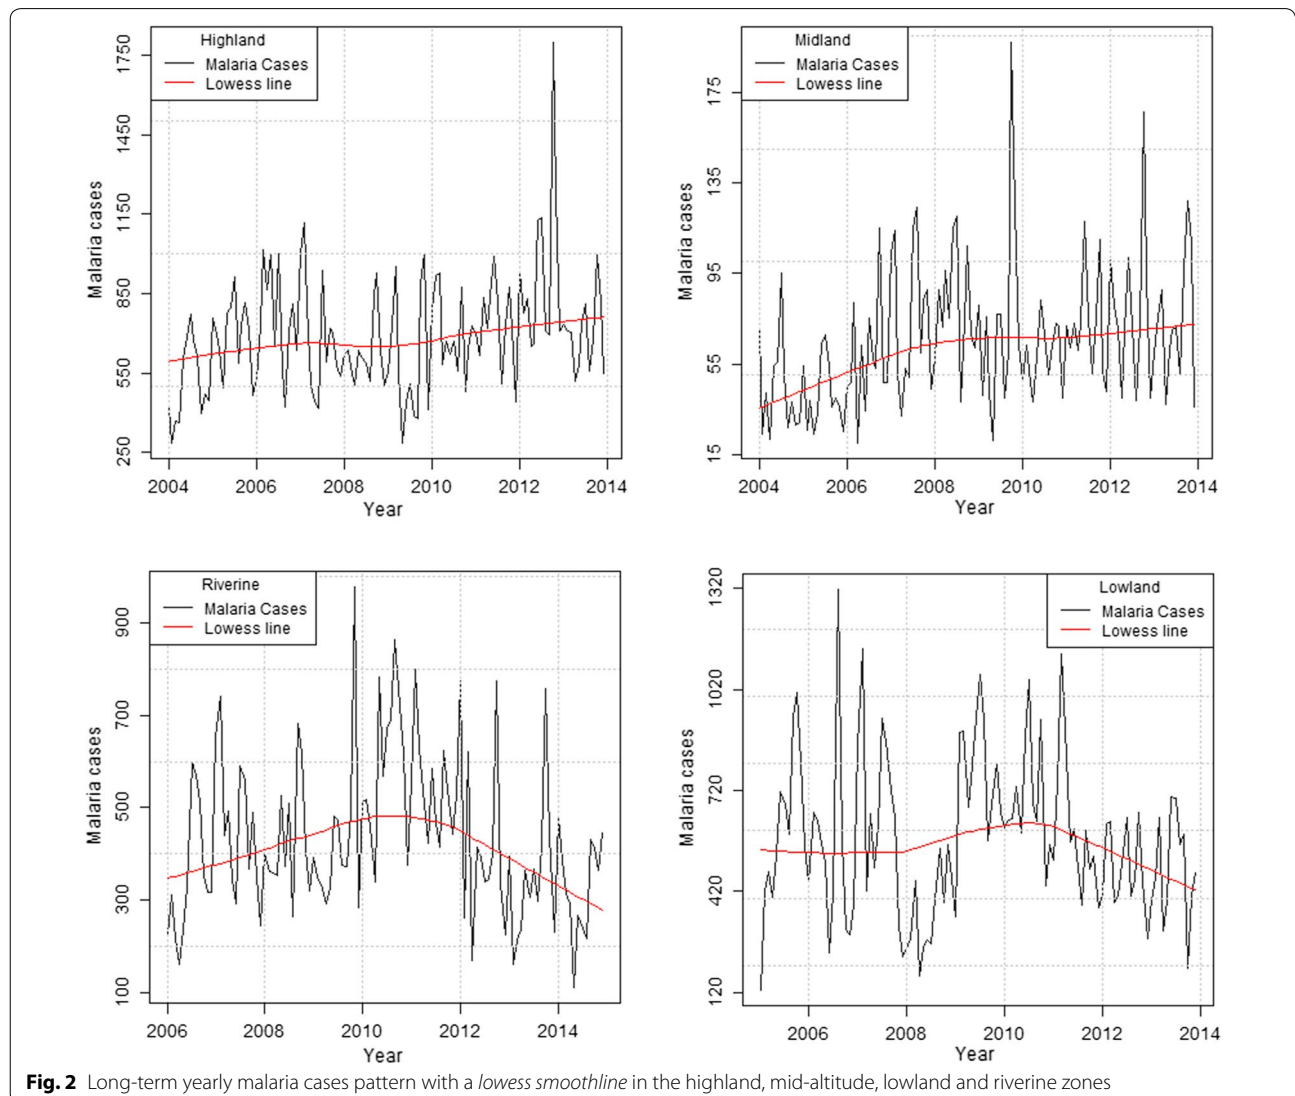 Highland
Malaria Cases
Lowess line
Malaria cases
1750
1450
1150
850
550
250
2004 2006 2008 2010 2012 2014
Year
Midland
Malaria Cases
Lowess line
Malaria cases
175
135
95
55
15
2004 2006 2008 2010 2012 2014
Year
Riverine
Malaria Cases
Lowess line
Malaria cases
900
700
500
300
100
2006 2008 2010 2012 2014
Year
Lowland
Malaria Cases
Lowess line
Malaria cases
1320
1020
720
420
120
2006 2008 2010 2012 2014
Year
Fig. 2 Long-term yearly malaria cases pattern with a lowess smoothline in the highland, mid-altitude, lowland and riverine zones